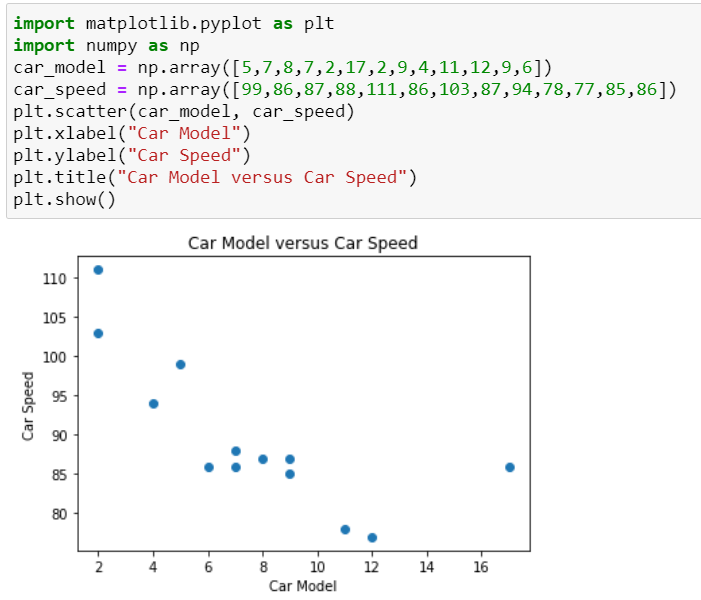 import matplotlib.pyplot as plt
import numpy as np
car_model = np.array([5,7,8,7,2,17,2,9,4,11,12,9,6])
car_speed = np.array([99,86,87,88,111,86,103,87,94,78,77,85,86])
plt.scatter(car_model, car_speed)
plt.xlabel("Car Model")
plt.ylabel("Car Speed")
plt.title("Car Model versus Car Speed")
plt.show()
Car Model versus Car Speed
110
105
100
95
90
85
80
Car Speed
2 4 6 8 10 12 14 16
Car Model